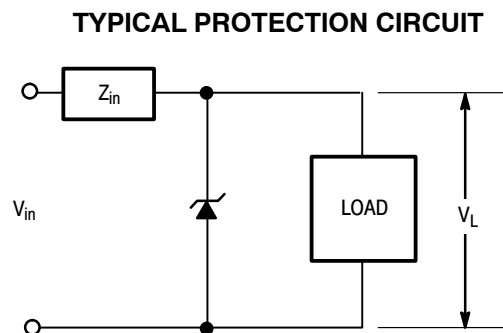 TYPICAL PROTECTION CIRCUIT
Zin
Vin
LOAD
VL